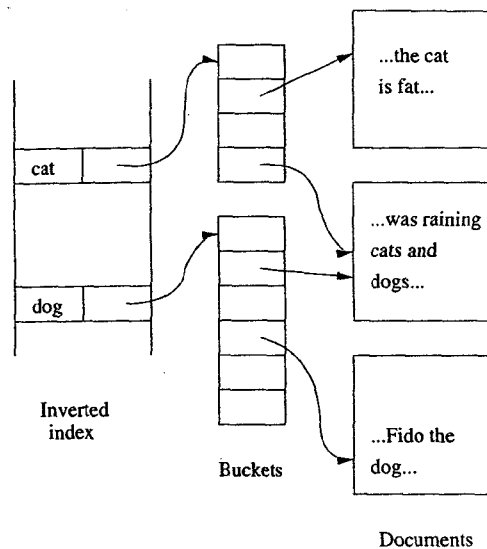 ...the cat
is fat...
cat
...was raining
cats and
dogs...
dog
Inverted
index
...Fido the
dog...
Buckets
Documents